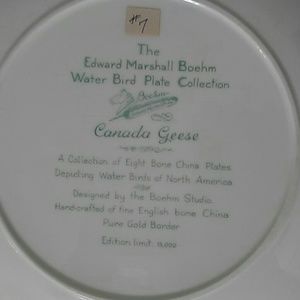 #7
The
Edward Marshall Boehm
Water Bird Plate Collection
Boehm
Canada Geese
A Collection of Eight Bone China Plates
Depicting Water Birds of North America
Designed by the Boehm Studio
Hand-crafted of fine English bone China
Pure Gold Border
Edition limit 15,000